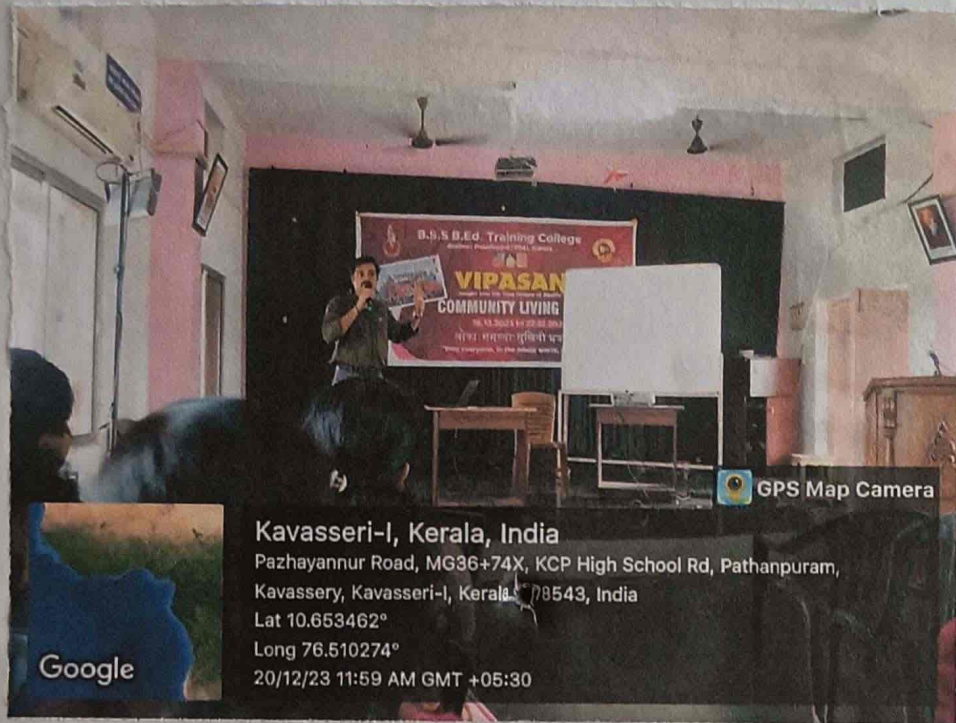 B.S.S B.Ed. Training College
VIPASAN
COMMUNITY LIVING
GPS Map Camera
Kavasseri-I, Kerala, India
Pazhayannur Road, MG36+74X, KCP High School Rd, Pathanpuram,
Kavassery, Kavasseri-I, 8543, India
Lat 10.653462°
Long 76.510274°
20/12/23 11:59 AM GMT +05:30
Google